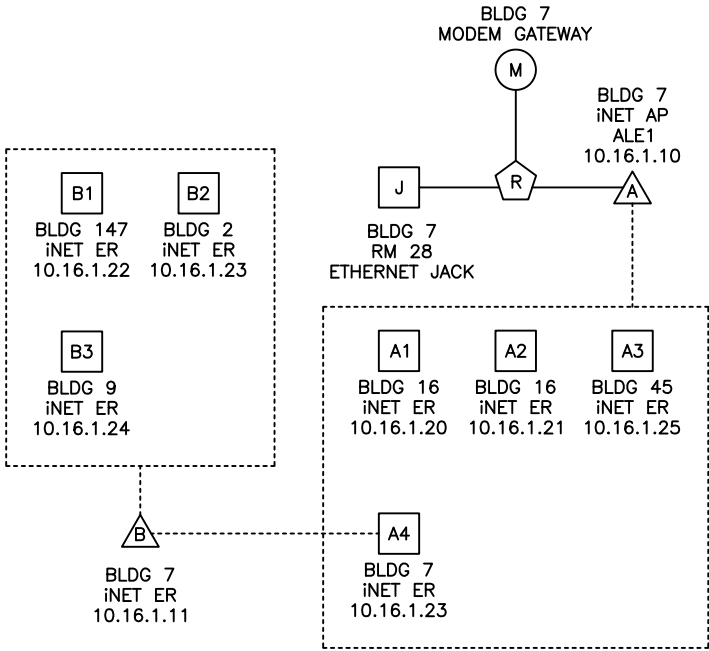 BLDG 7
MODEM GATEWAY
M
BLDG 7
iNET AP
ALE1
10.16.1.10
A
R
J
BLDG 7
RM 28
ETHERNET JACK
B1
BLDG 147
iNET ER
10.16.1.22
B2
BLDG 2
iNET ER
10.16.1.23
B3
BLDG 9
iNET ER
10.16.1.24
A1
BLDG 16
iNET ER
10.16.1.20
A2
BLDG 16
iNET ER
10.16.1.21
A3
BLDG 45
iNET ER
10.16.1.25
B
BLDG 7
iNET ER
10.16.1.11
A4
BLDG 7
iNET ER
10.16.1.23